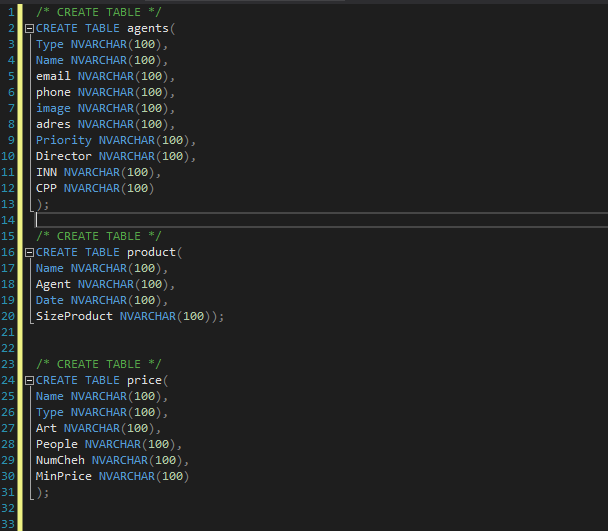 1 /* CREATE TABLE */
2 CREATE TABLE agents(
3 Type NVARCHAR(100),
4 Name NVARCHAR(100),
5 email NVARCHAR(100),
6 phone NVARCHAR(100),
7 image NVARCHAR(100),
8 adres NVARCHAR(100),
9 Priority NVARCHAR(100),
10 Director NVARCHAR(100),
11 INN NVARCHAR(100),
12 CPP NVARCHAR(100)
13 );
14
15 /* CREATE TABLE */
16 CREATE TABLE product(
17 Name NVARCHAR(100),
18 Agent NVARCHAR(100),
19 Date NVARCHAR(100),
20 SizeProduct NVARCHAR(100));
21
22
23 /* CREATE TABLE */
24 CREATE TABLE price(
25 Name NVARCHAR(100),
26 Type NVARCHAR(100),
27 Art NVARCHAR(100),
28 People NVARCHAR(100),
29 NumCheh NVARCHAR(100),
30 MinPrice NVARCHAR(100)
31 );
32
33